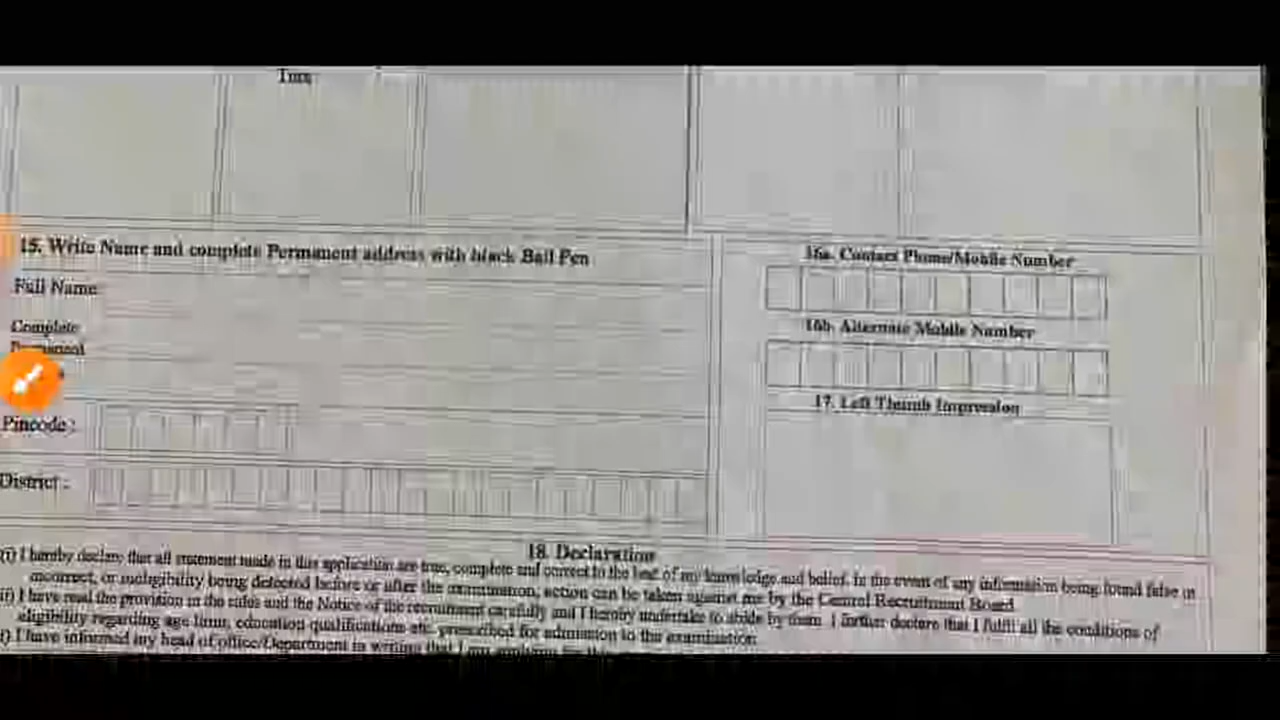 Tura
15. Write Name and complete Permanent address with black Ball Pen
Full Name
Complete
Permanent
Pincode :
District :
16a. Contact Phone/Mobile Number
16b. Alternate Mobile Number
17. Left Thumb Impression
18. Declaration
(i) I hereby declare that all statement made in this application are true, complete and correct to the best of my knowledge and belief. in the event of any information being found false or
incorrect, or ineligibility being detected before or after the examination, action can be taken against me by the Central Recruitment Board
ii) I have read the provision in the rules and the Notice of the recruitment carefully and I hereby undertake to abide by them. I further declare that I fulfil all the conditions of
eligibility regarding age limit, education qualifications etc. prescribed for admission to the examination
I have informed my head of office/Department in writing that I am applying for this